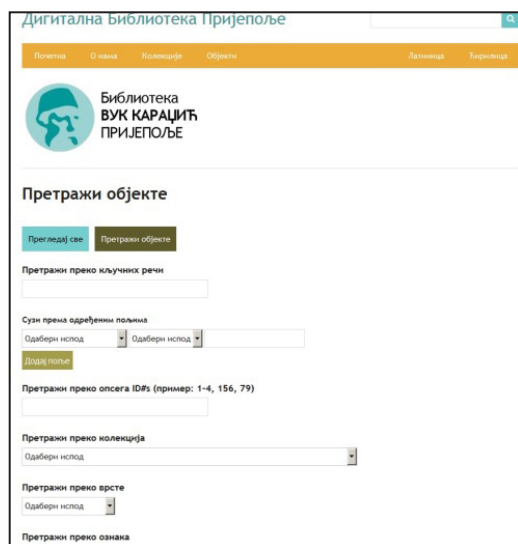 Дигитална Библиотека Пријепоље
Почетна О нама Колекције Објекти Латиница Ћирилица
Библиотека
ВУК КАРАЏИЋ
ПРИЈЕПОЉЕ
Претражи објекте
Прегледај све Претражи објекте
Претражи преко кључних речи
Сузи према одређеним пољима
Одабери испод Одабери испод
Додај поље
Претражи преко опсега ID#s (пример: 1-4, 156, 79)
Претражи преко колекција
Одабери испод
Претражи преко врсте
Одабери испод
Претражи преко ознака